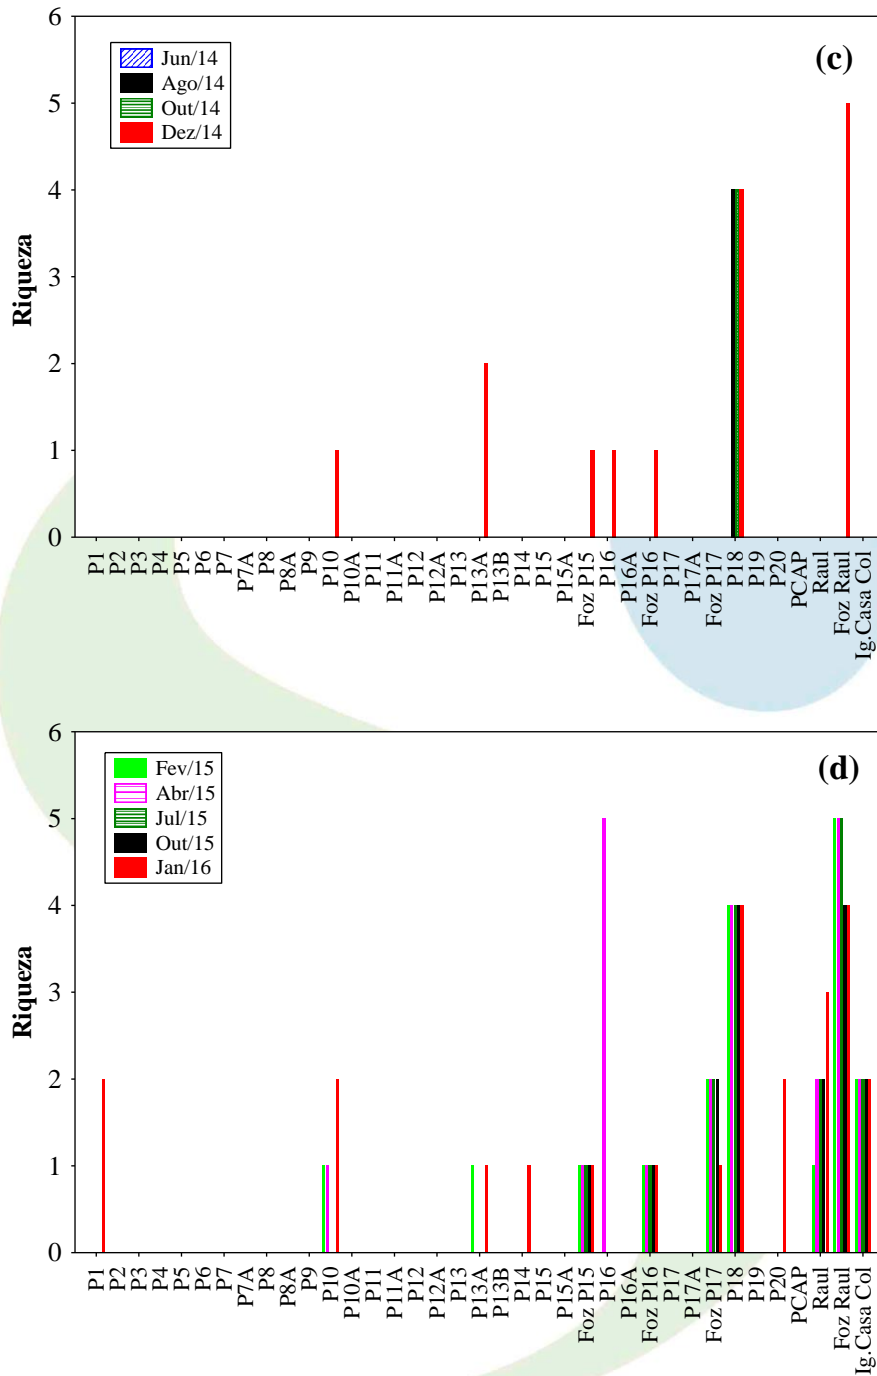 6
5
4
3
2
1
0
Riqueza
(c)
Jun/14
Ago/14
Out/14
Dez/14
P1
P2
P3
P4
P5
P6
P7
P7A
P8
P8A
P9
P10
P10A
P11
P11A
P12
P12A
P13
P13A
P13B
P14
P15
P15A
Foz P15
P16
P16A
Foz P16
P17
P17A
Foz P17
P18
P19
P20
PCAP
Raul
Foz Raul
Ig.Casa Col
6
5
4
3
2
1
0
Riqueza
(d)
Fev/15
Abr/15
Jul/15
Out/15
Jan/16
P1
P2
P3
P4
P5
P6
P7
P7A
P8
P8A
P9
P10
P10A
P11
P11A
P12
P12A
P13
P13A
P13B
P14
P15
P15A
Foz P15
P16
P16A
Foz P16
P17
P17A
Foz P17
P18
P19
P20
PCAP
Raul
Foz Raul
Ig.Casa Col